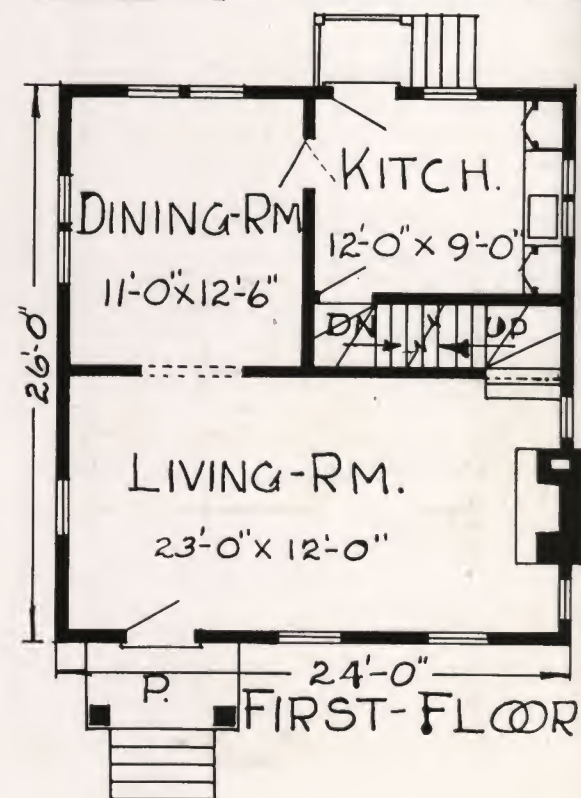 KITCH.
12'-0" x 9'-0"
DINING-RM
11'-0" x 12'-6"
DN UP
26'-0"
LIVING-RM.
23'-0" x 12'-0"
24'-0"
P.
FIRST-FLOOR